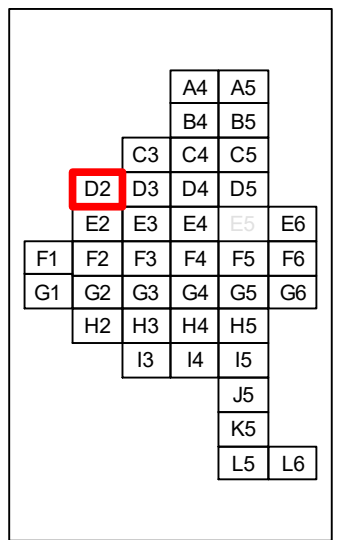 A4 A5
B4 B5
C3 C4 C5
D2 D3 D4 D5
E2 E3 E4 E5 E6
F1 F2 F3 F4 F5 F6
G1 G2 G3 G4 G5 G6
H2 H3 H4 H5
I3 I4 I5
J5
K5
L5 L6